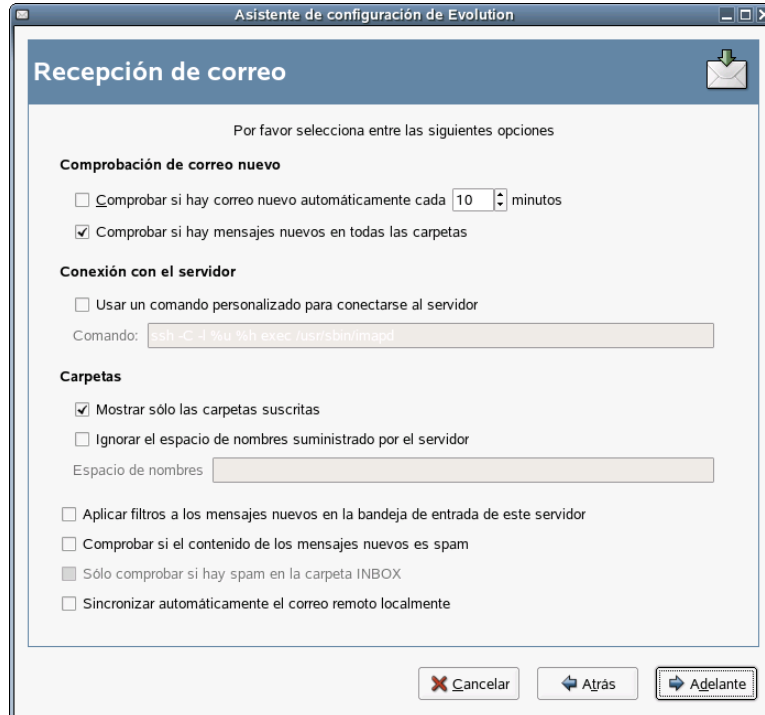 Asistente de configuración de Evolution
Recepción de correo
Por favor selecciona entre las siguientes opciones
Comprobación de correo nuevo
Comprobar si hay correo nuevo automáticamente cada 10 minutos
Comprobar si hay mensajes nuevos en todas las carpetas
Conexión con el servidor
Usar un comando personalizado para conectarse al servidor
Comando: ssh -C -l %u %h exec /usr/sbin/imapd
Carpetas
Mostrar sólo las carpetas suscritas
Ignorar el espacio de nombres suministrado por el servidor
Espacio de nombres
Aplicar filtros a los mensajes nuevos en la bandeja de entrada de este servidor
Comprobar si el contenido de los mensajes nuevos es spam
Sólo comprobar si hay spam en la carpeta INBOX
Sincronizar automáticamente el correo remoto localmente
Cancelar Atrás Adelante